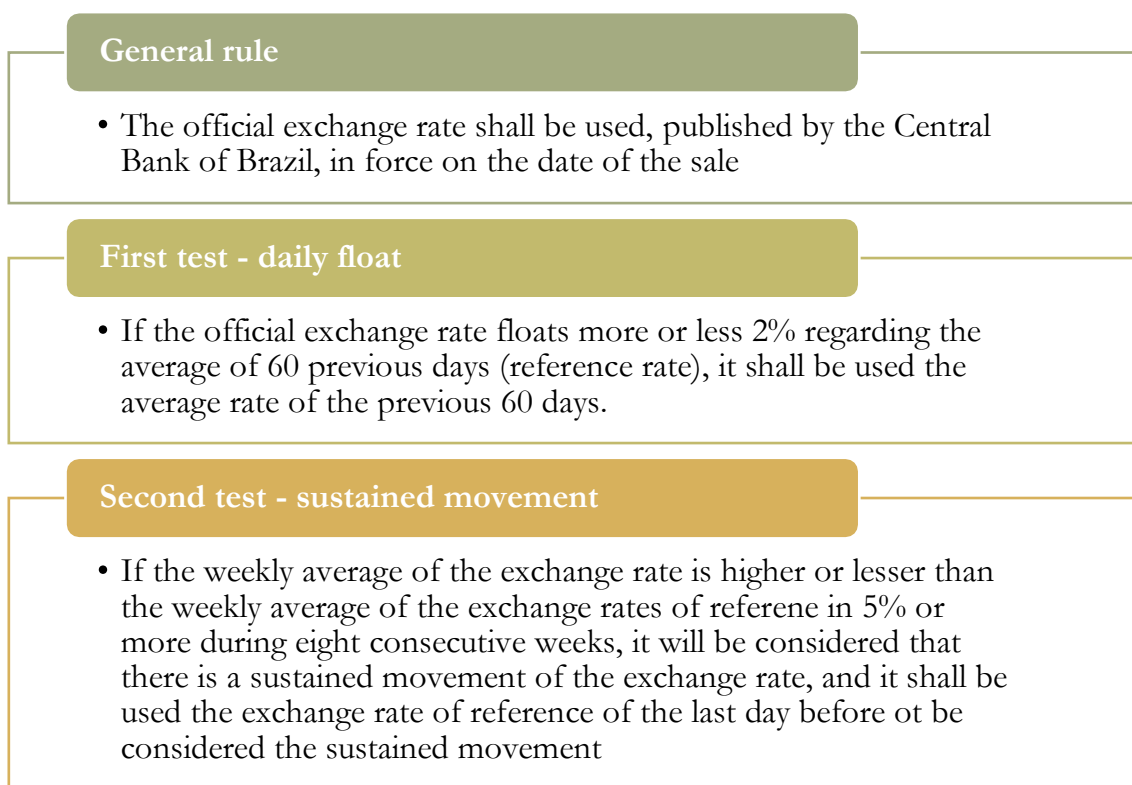 General rule
• The official exchange rate shall be used, published by the Central
Bank of Brazil, in force on the date of the sale
First test - daily float
• If the official exchange rate floats more or less 2% regarding the
average of 60 previous days (reference rate), it shall be used the
average rate of the previous 60 days.
Second test - sustained movement
• If the weekly average of the exchange rate is higher or lesser than
the weekly average of the exchange rates of referene in 5% or
more during eight consecutive weeks, it will be considered that
there is a sustained movement of the exchange rate, and it shall be
used the exchange rate of reference of the last day before ot be
considered the sustained movement